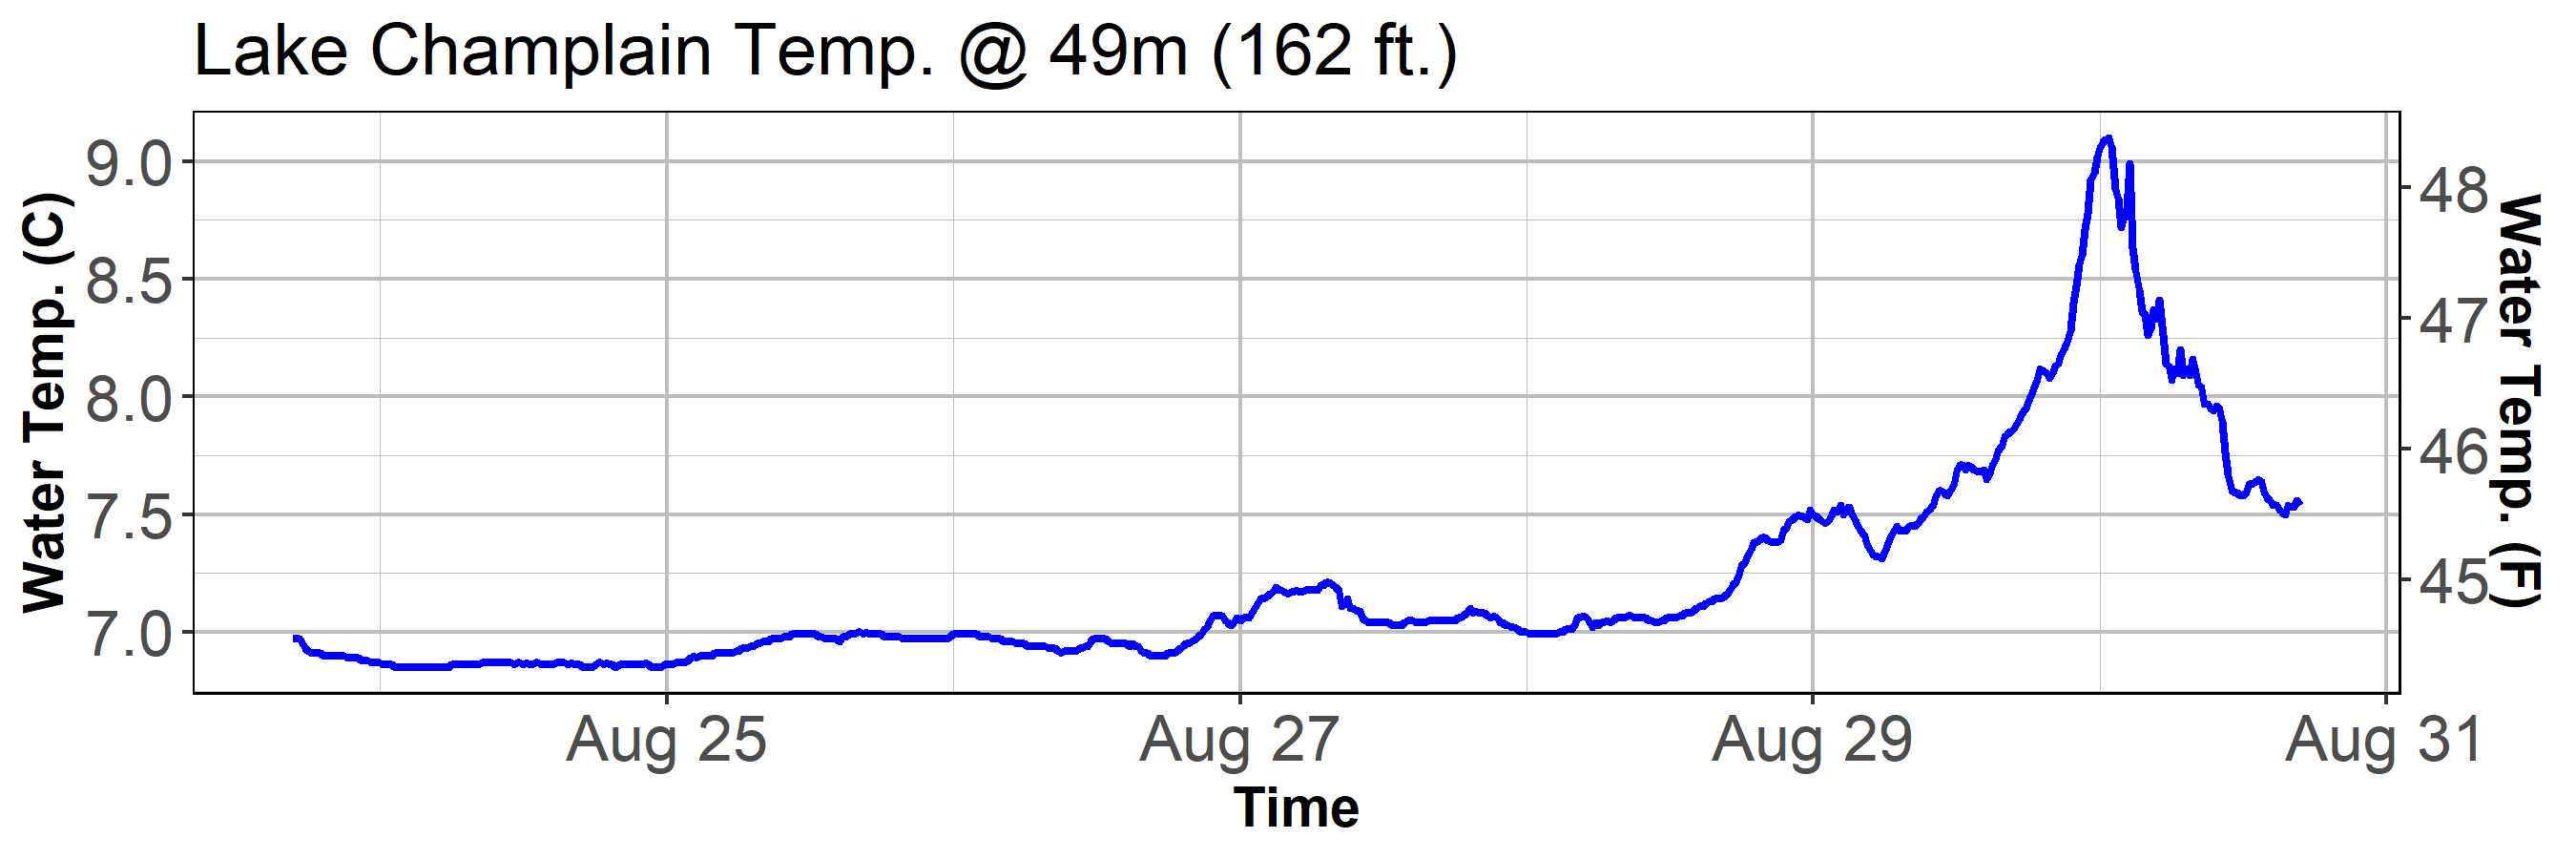 Lake Champlain Temp. @ 49m (162 ft.)
Water Temp. (C)
9.0
8.5
8.0
7.5
7.0
48
47
46
45
Water Temp. (F)
Aug 25 Aug 27 Aug 29 Aug 31
Time